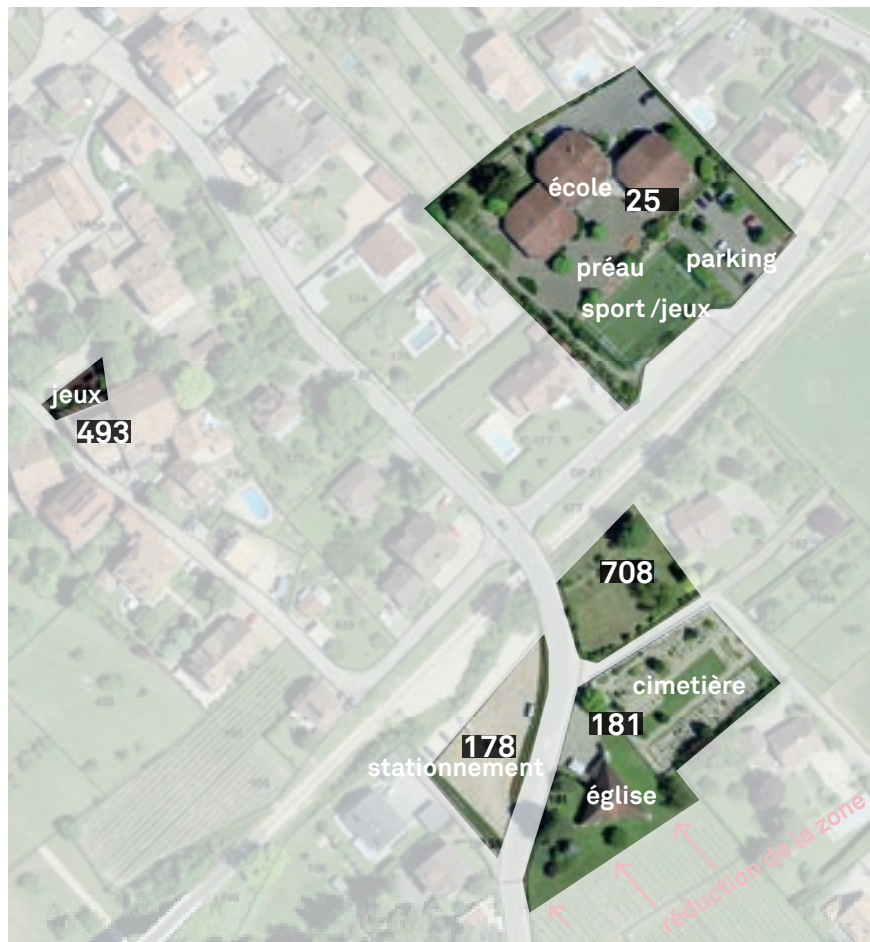 école
25
préau
parking
sport /jeux
jeux
493
708
cimetière
181
178
stationnement
église
réduction de la zone